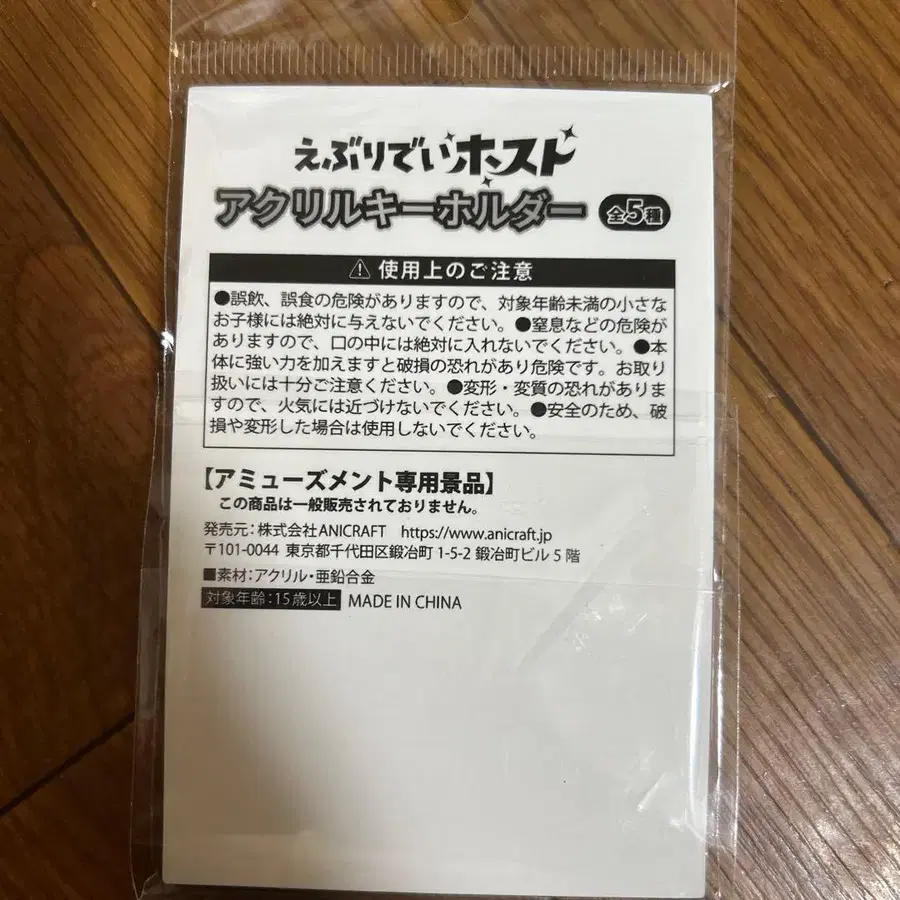 えぶりでいホスト
アクリルキーホルダー 全5種
⚠ 使用上のご注意
●誤飲、誤食の危険がありますので、対象年齢未満の小さな
お子様には絶対に与えないでください。●窒息などの危険が
ありますので、口の中には絶対に入れないでください。●本
体に強い力を加えますと破損の恐れがあり危険です。お取り
扱いには十分ご注意ください。●変形・変質の恐れがありま
すので、火気には近づけないでください。●安全のため、破
損や変形した場合は使用しないでください。
【アミューズメント専用景品】
この商品は一般販売されておりません。
発売元：株式会社ANICRAFT https://www.anicraft.jp
〒101-0044 東京都千代田区鍛冶町 1-5-2 鍛冶町ビル 5 階
■素材：アクリル・亜鉛合金
対象年齢：15歳以上 MADE IN CHINA